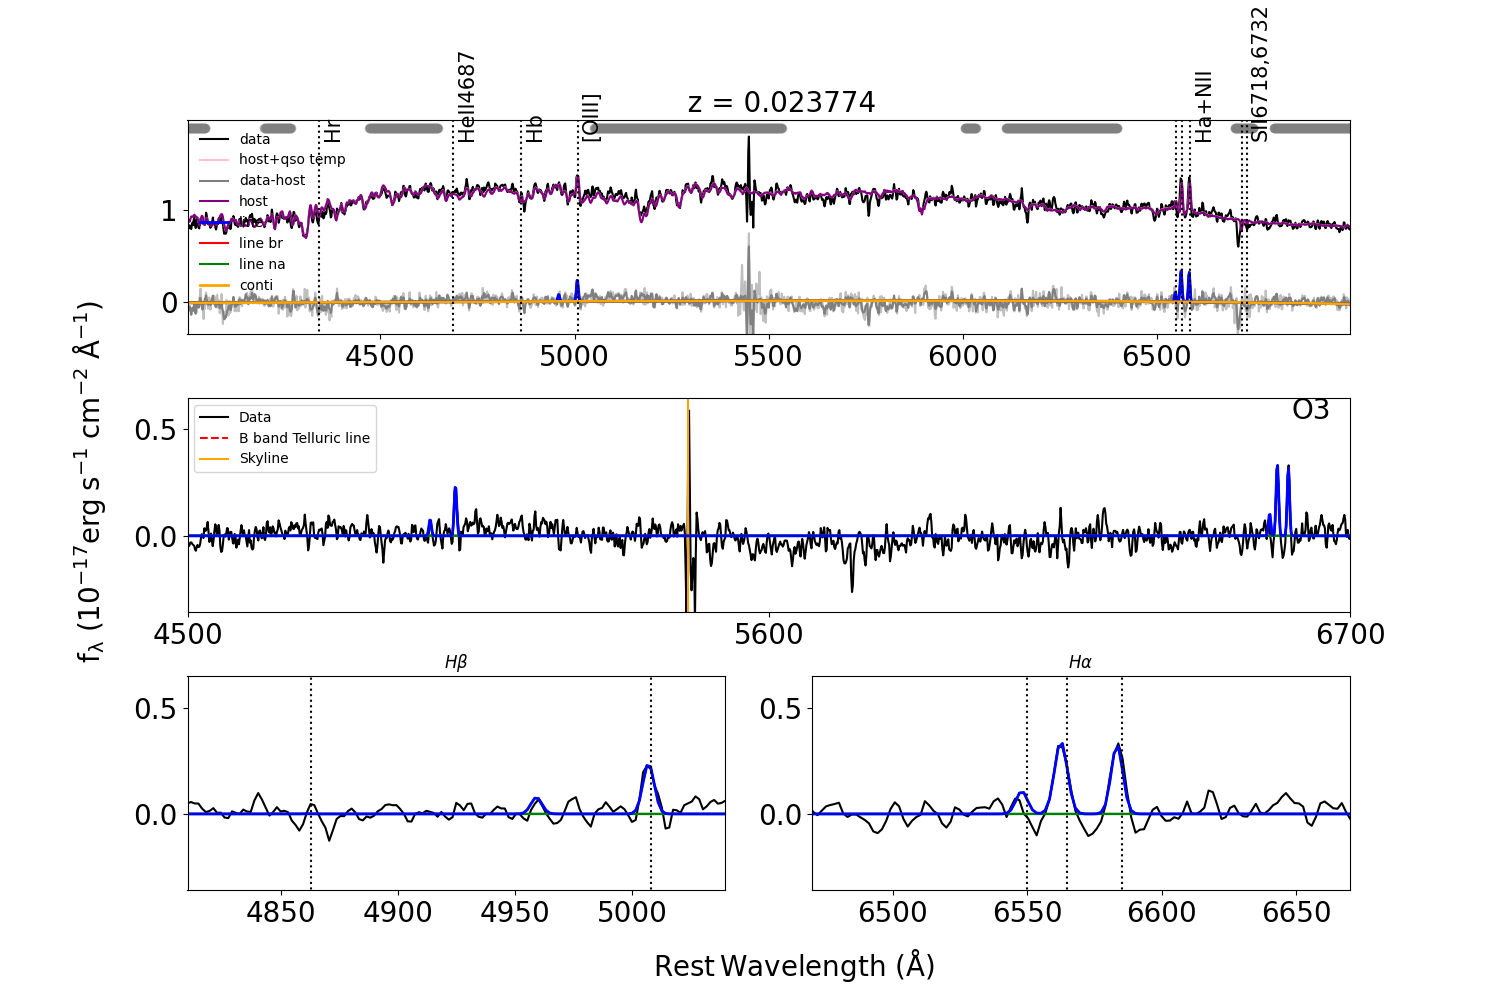 z = 0.023774
Hr
HeII4687
Hb
[OIII]
Ha+NII
SII6718,6732
data
host+qso temp
data-host
host
line br
line na
conti
1
0
4500
5000
5500
6000
6500
f_λ (10⁻¹⁷erg s⁻¹ cm⁻² Å⁻¹)
O3
Data
B band Telluric line
Skyline
0.5
0.0
4500
5600
6700
Hβ
0.5
0.0
4850
4900
4950
5000
Hα
0.5
0.0
6500
6550
6600
6650
Rest Wavelength (Å)